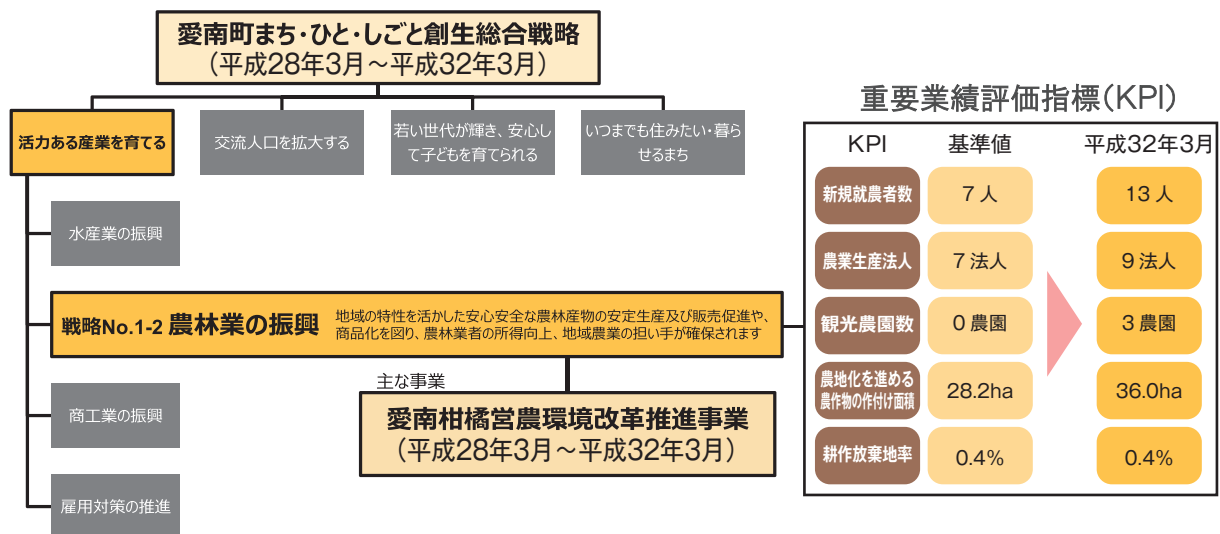 愛南町まち・ひと・しごと創生総合戦略
（平成28年3月～平成32年3月）
活力ある産業を育てる
交流人口を拡大する
若い世代が輝き、安心し
て子どもを育てられる
いつまでも住みたい・暮ら
せるまち
水産業の振興
戦略No.1-2 農林業の振興
地域の特性を活かした安心安全な農林産物の安定生産及び販売促進や、
商品化を図り、農林業者の所得向上、地域農業の担い手が確保されます
主な事業
愛南柑橘営農環境改革推進事業
（平成28年3月～平成32年3月）
商工業の振興
雇用対策の推進
重要業績評価指標（KPI）
KPI 基準値 平成32年3月
新規就農者数 7人 13人
農業生産法人 7法人 9法人
観光農園数 0農園 3農園
農地化を進める
農作物の作付け面積 28.2ha 36.0ha
耕作放棄地率 0.4% 0.4%